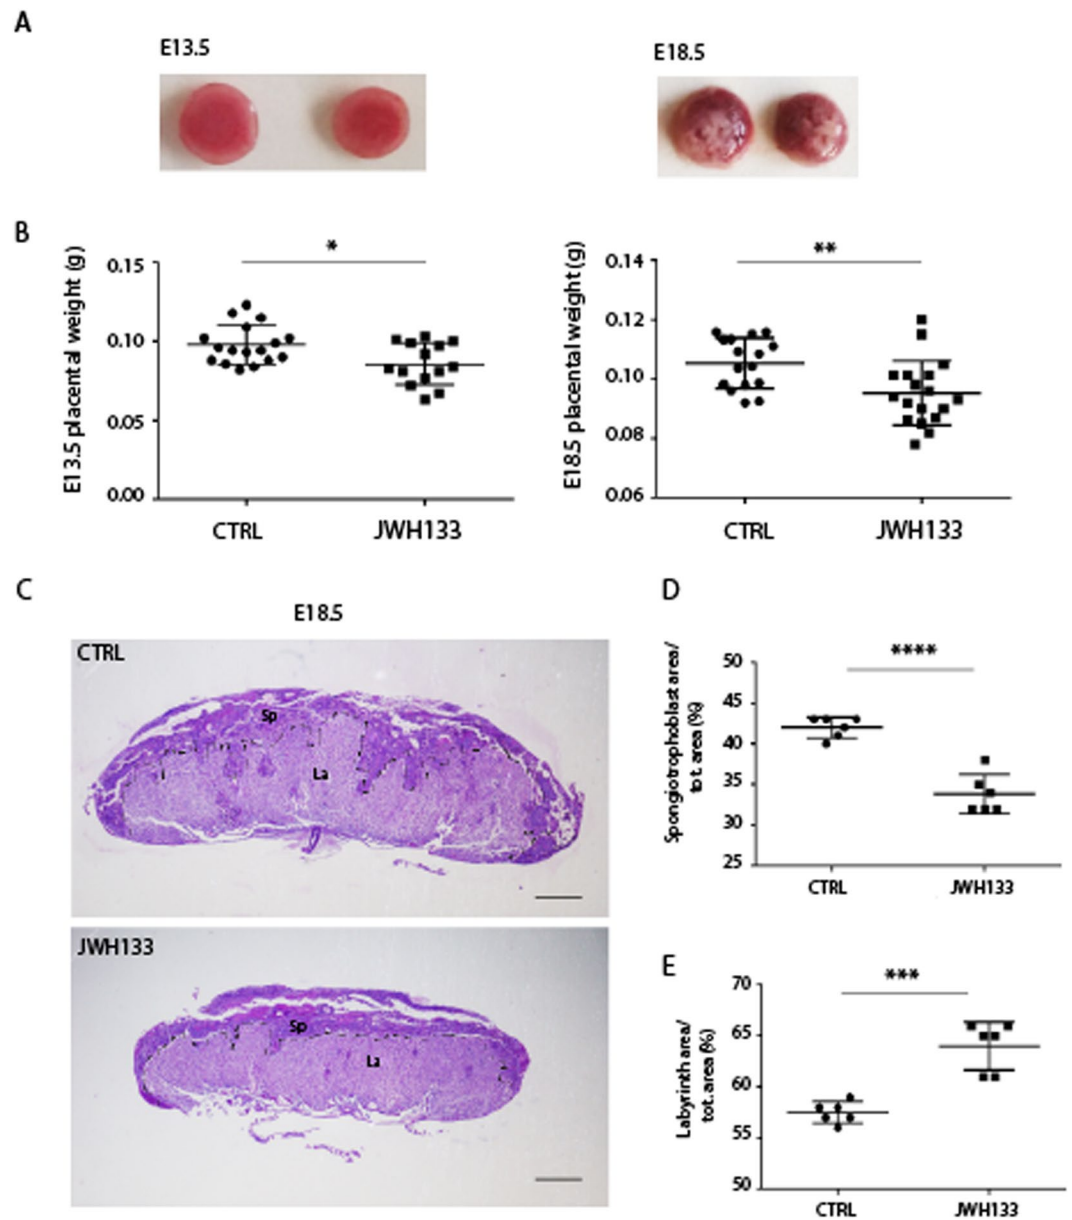 A
E13.5
E18.5
B
E13.5 placental weight (g)
0.15
0.10
0.05
0.00
*
CTRL
JWH133
E18.5 placental weight (g)
0.14
0.12
0.10
0.08
0.06
**
CTRL
JWH133
C
E18.5
CTRL
Sp
La
JWH133
Sp
La
D
Spongiotrophoblast area/
tot. area (%)
50
45
40
35
30
25
****
CTRL
JWH133
E
Labyrinth area/
tot. area (%)
70
65
60
55
50
***
CTRL
JWH133